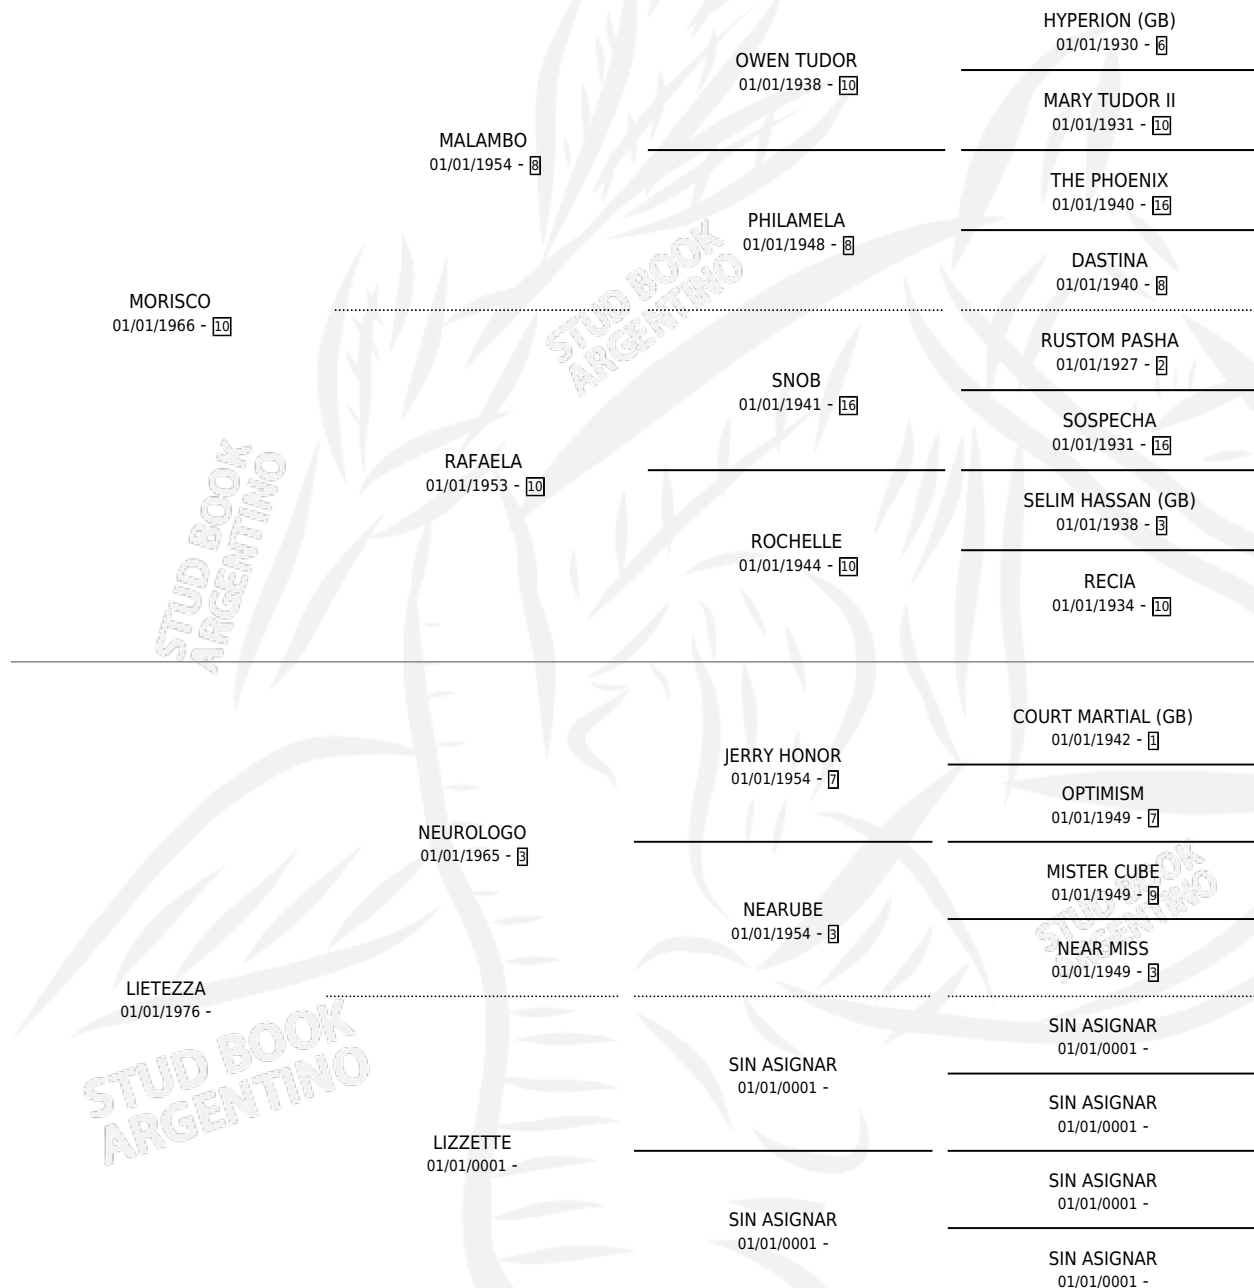 HYPERION (GB)
01/01/1930 - 6
OWEN TUDOR
01/01/1938 - 10
MARY TUDOR II
01/01/1931 - 10
MALAMBO
01/01/1954 - 8
THE PHOENIX
01/01/1940 - 16
PHILAMELA
01/01/1948 - 8
DASTINA
01/01/1940 - 8
MORISCO
01/01/1966 - 10
RUSTOM PASHA
01/01/1927 - 2
SNOB
01/01/1941 - 16
SOSPECHA
01/01/1931 - 16
RAFAELA
01/01/1953 - 10
SELIM HASSAN (GB)
01/01/1938 - 3
ROCHELLE
01/01/1944 - 10
RECIA
01/01/1934 - 10
COURT MARTIAL (GB)
01/01/1942 - 1
JERRY HONOR
01/01/1954 - 7
OPTIMISM
01/01/1949 - 7
NEUROLOGO
01/01/1965 - 3
MISTER CUBE
01/01/1949 - 9
NEARUBE
01/01/1954 - 3
NEAR MISS
01/01/1949 - 3
LIETEZZA
01/01/1976 -
SIN ASIGNAR
01/01/0001 -
SIN ASIGNAR
01/01/0001 -
SIN ASIGNAR
01/01/0001 -
LIZZETTE
01/01/0001 -
SIN ASIGNAR
01/01/0001 -
SIN ASIGNAR
01/01/0001 -
SIN ASIGNAR
01/01/0001 -
STUD BOOK
ARGENTINO
STUD BOOK
ARGENTINO
STUD BOOK
ARGENTINO
STUD BOOK
ARGENTINO